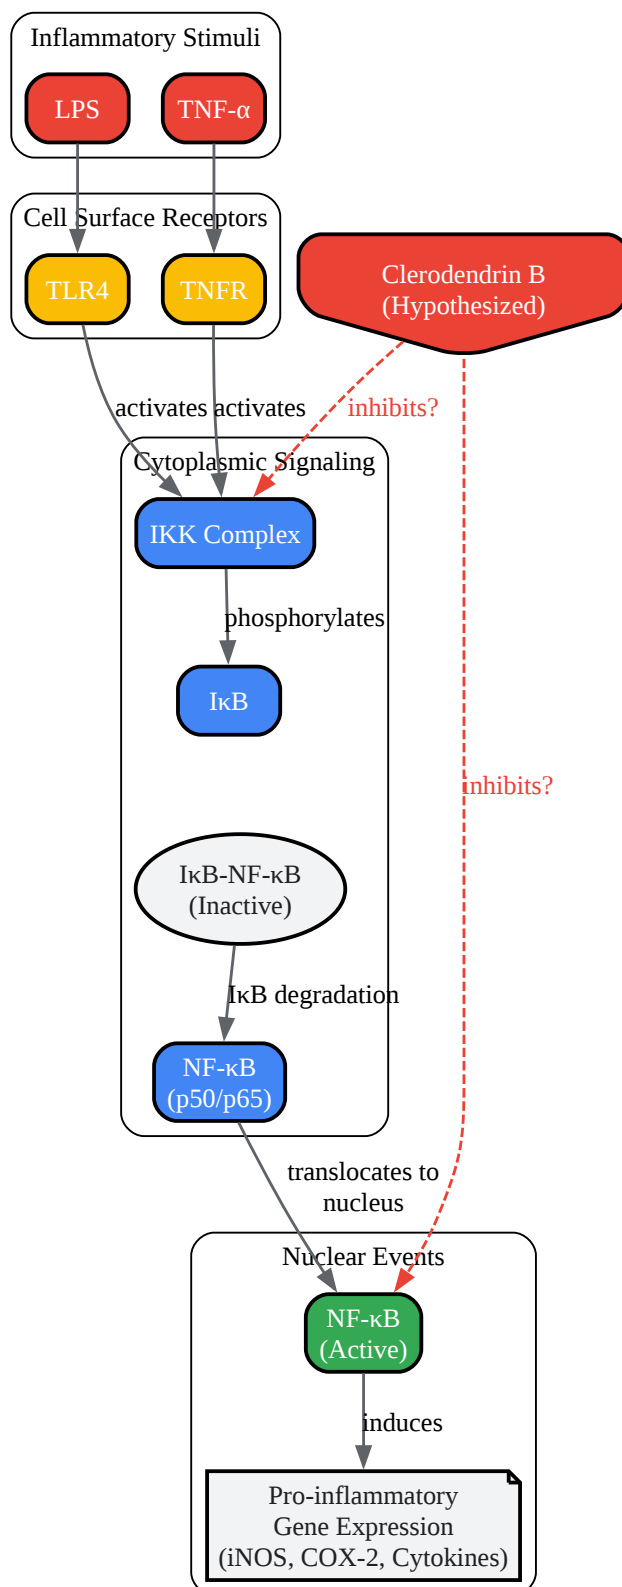 Inflammatory Stimuli
LPS
TNF-α
Cell Surface Receptors
TLR4
TNFR
Clerodendrin B
(Hypothesized)
activates
activates
inhibits?
Cytoplasmic Signaling
IKK Complex
phosphorylates
IκB
inhibits?
IκB-NF-κB
(Inactive)
IκB degradation
NF-κB
(p50/p65)
translocates to
nucleus
Nuclear Events
NF-κB
(Active)
induces
Pro-inflammatory
Gene Expression
(iNOS, COX-2, Cytokines)